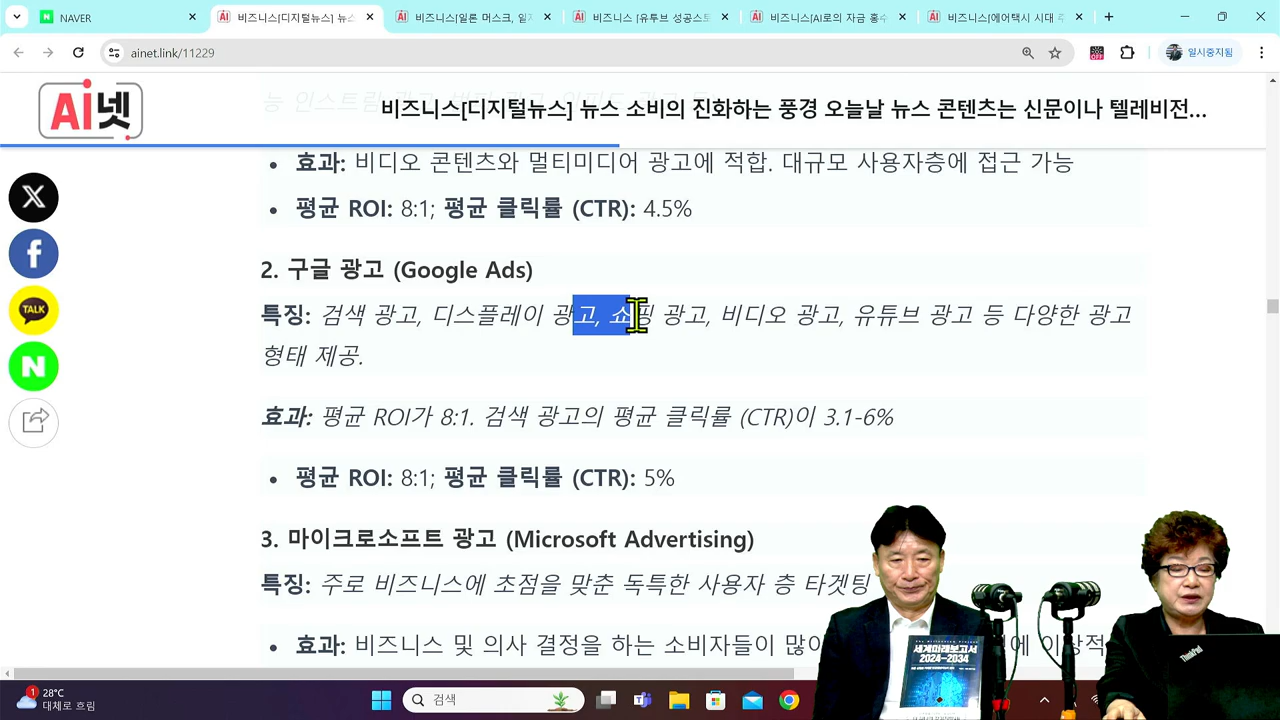 NAVER
비즈니스[디지털뉴스] 뉴스
비즈니스[일론 머스크, 일자
비즈니스 [유투브 성공스토
비즈니스[AI로의 자금 홍수
비즈니스[에어택시 시대
ainet.link/11229
OFF
일시중지됨
Ai넷
비즈니스[디지털뉴스] 뉴스 소비의 진화하는 풍경 오늘날 뉴스 콘텐츠는 신문이나 텔레비전...
효과: 비디오 콘텐츠와 멀티미디어 광고에 적합. 대규모 사용자층에 접근 가능
평균 ROI: 8:1; 평균 클릭률 (CTR): 4.5%
2. 구글 광고 (Google Ads)
특징: 검색 광고, 디스플레이 광고, 쇼핑 광고, 비디오 광고, 유튜브 광고 등 다양한 광고
형태 제공.
효과: 평균 ROI가 8:1. 검색 광고의 평균 클릭률 (CTR)이 3.1-6%
평균 ROI: 8:1; 평균 클릭률 (CTR): 5%
3. 마이크로소프트 광고 (Microsoft Advertising)
특징: 주로 비즈니스에 초점을 맞춘 독특한 사용자 층 타겟팅
효과: 비즈니스 및 의사 결정을 하는 소비자들이 많이
TALK
N
세계미래보고서
2024-2034
ThinkPad
1
28°C
대체로 흐림
검색